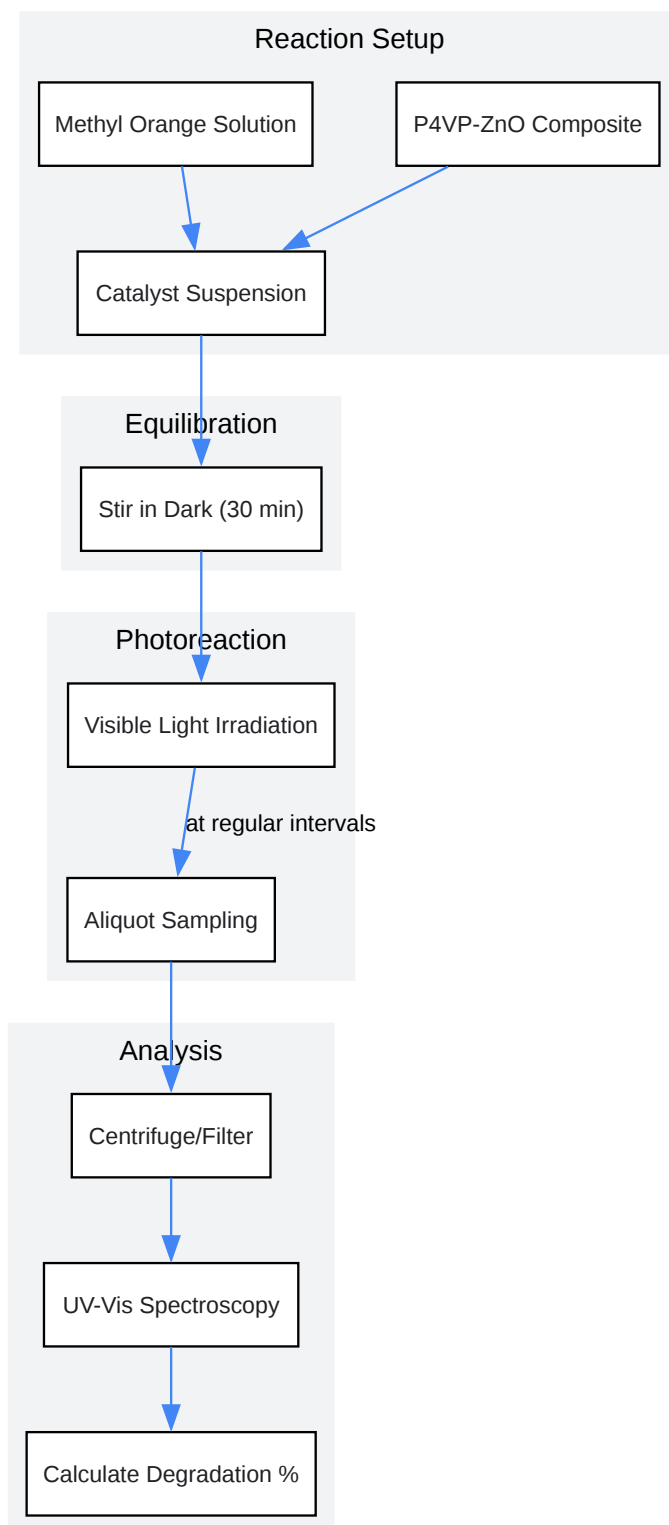 Reaction Setup
Methyl Orange Solution
P4VP-ZnO Composite
Catalyst Suspension
Equilibration
Stir in Dark (30 min)
Photoreaction
Visible Light Irradiation
at regular intervals
Aliquot Sampling
Analysis
Centrifuge/Filter
UV-Vis Spectroscopy
Calculate Degradation %